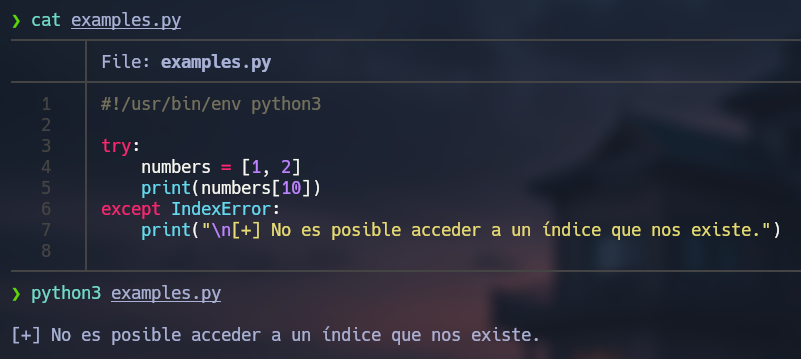 ❯ cat examples.py
File: examples.py
1 #!/usr/bin/env python3
2
3 try:
4     numbers = [1, 2]
5     print(numbers[10])
6 except IndexError:
7     print("\n[+] No es posible acceder a un índice que nos existe.")
8
❯ python3 examples.py
[+] No es posible acceder a un índice que nos existe.